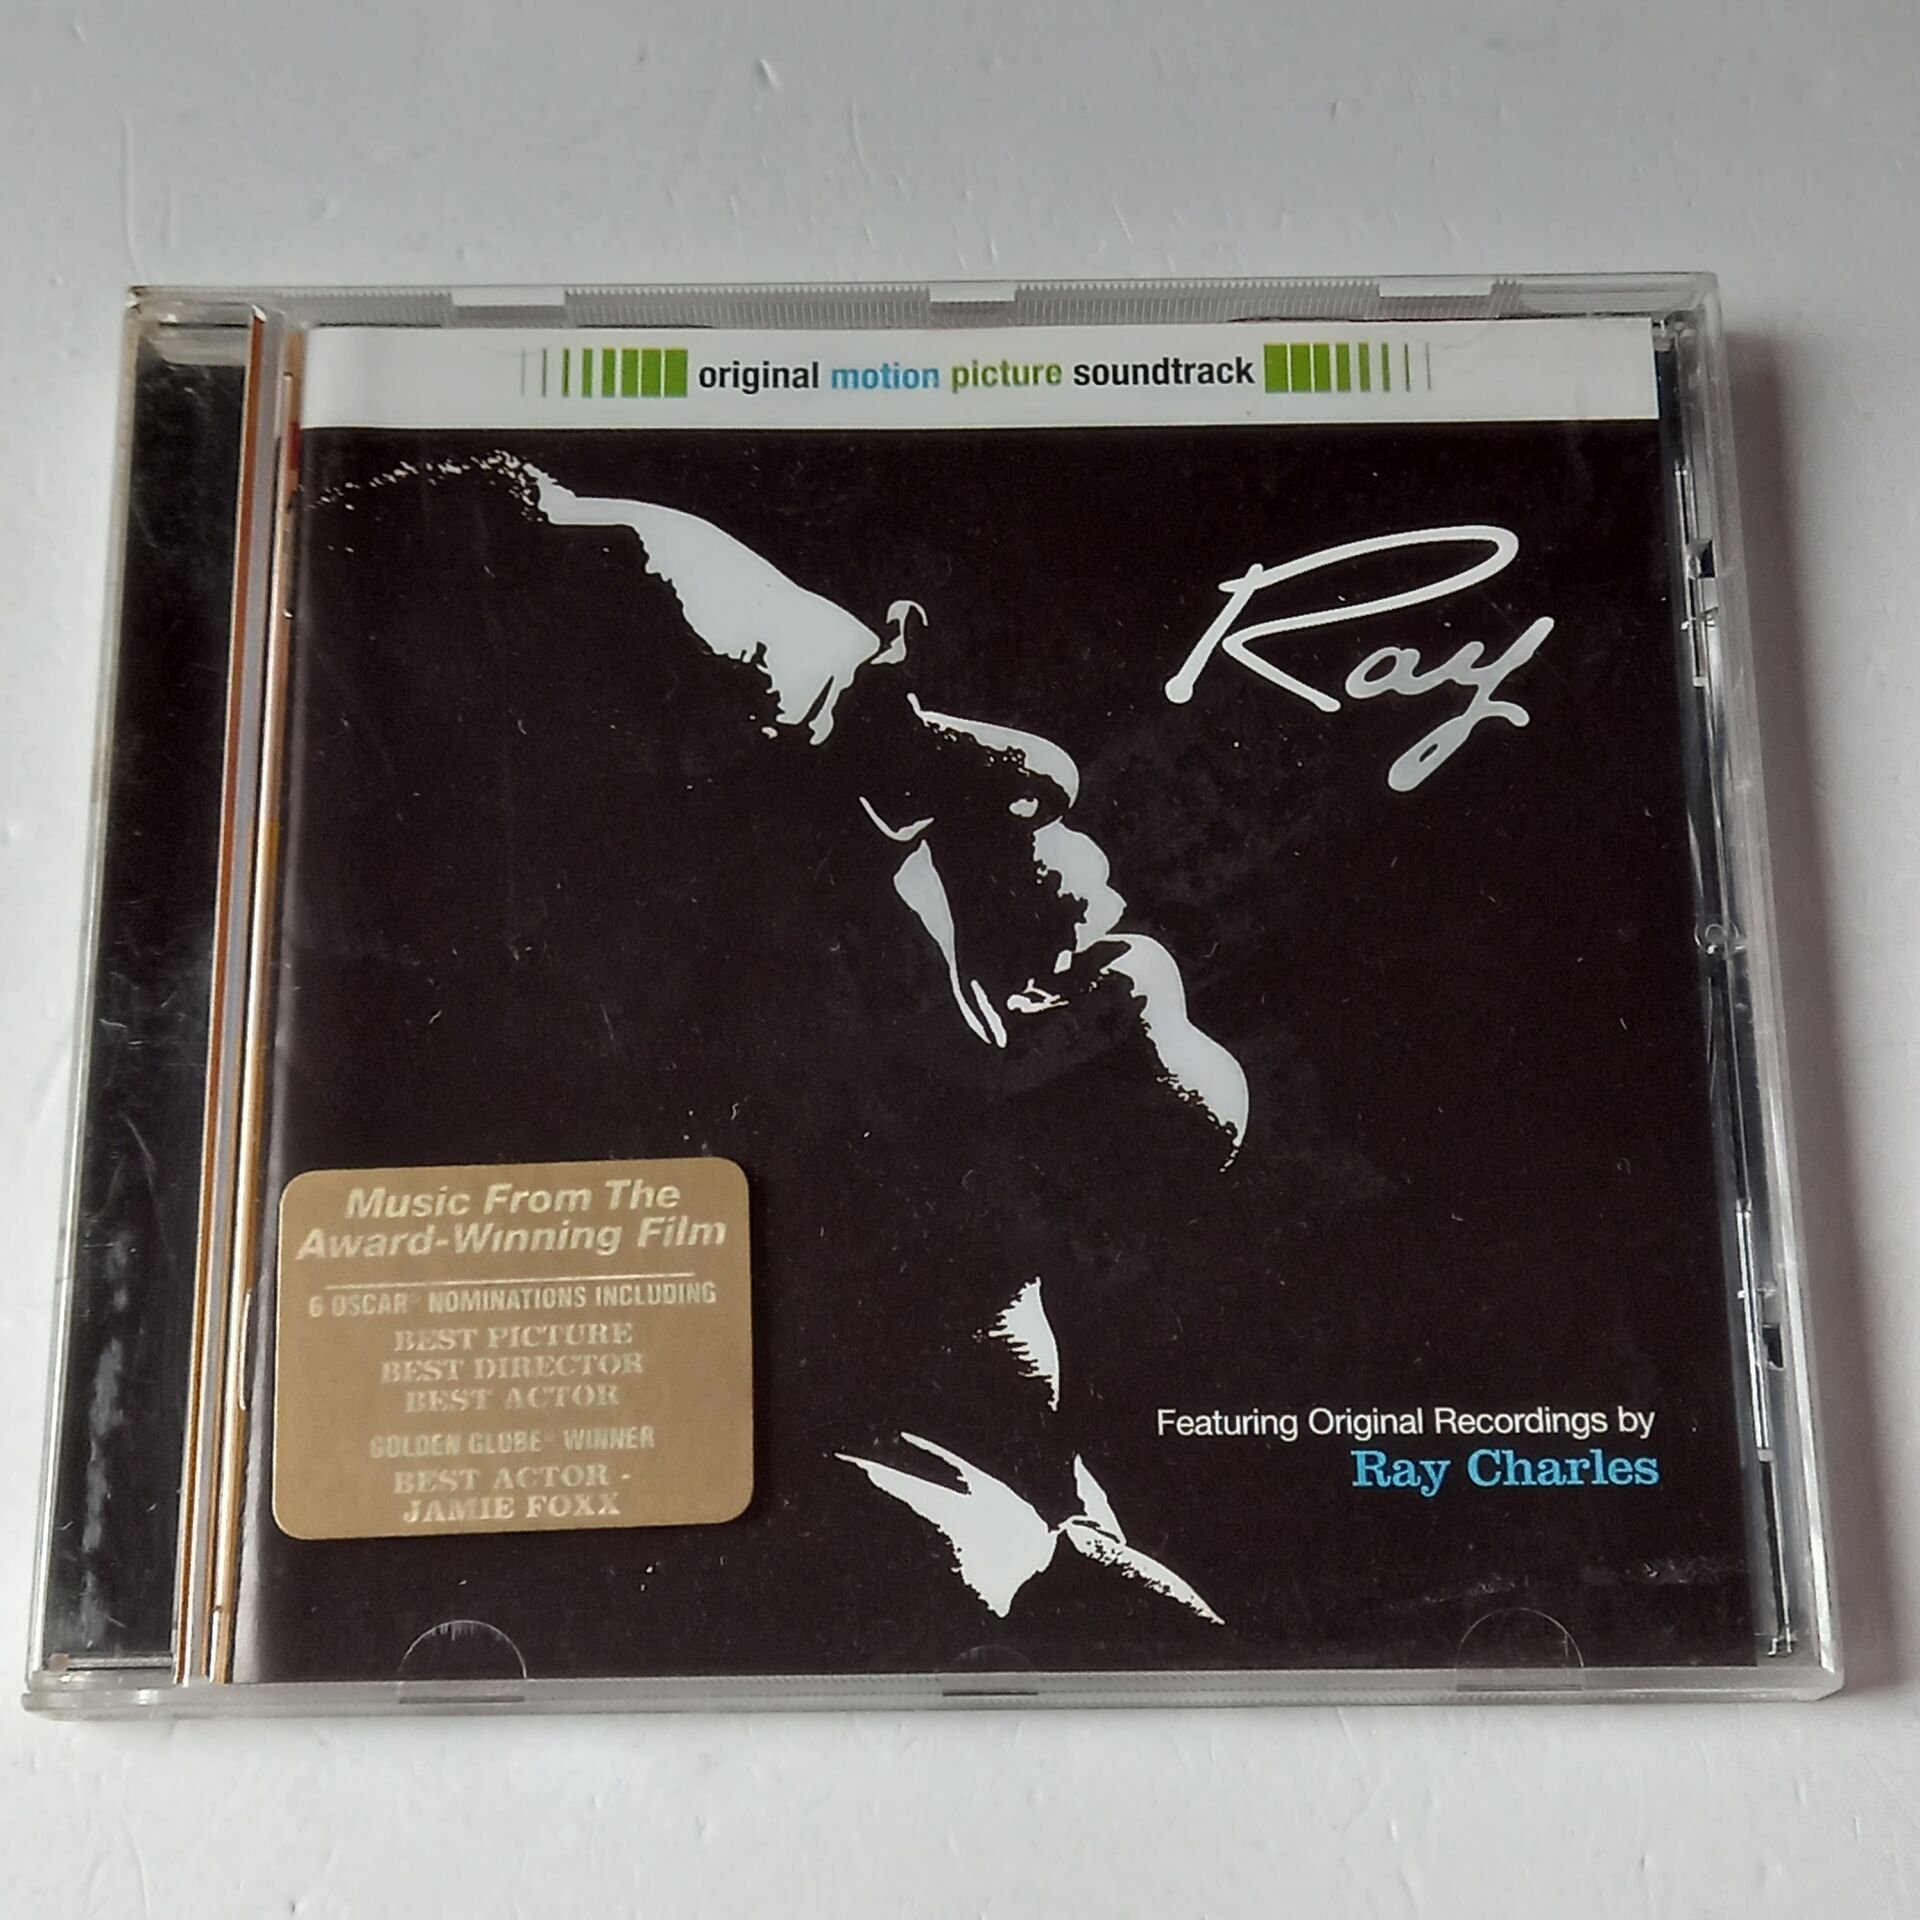 original motion picture soundtrack
Ray
Music From The
Award-Winning Film
6 OSCAR® NOMINATIONS INCLUDING
BEST PICTURE
BEST DIRECTOR
BEST ACTOR
GOLDEN GLOBE® WINNER
BEST ACTOR -
JAMIE FOXX
Featuring Original Recordings by
Ray Charles